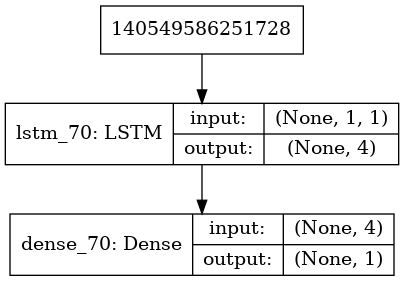 140549586251728
lstm_70: LSTM
input: (None, 1, 1)
output: (None, 4)
dense_70: Dense
input: (None, 4)
output: (None, 1)